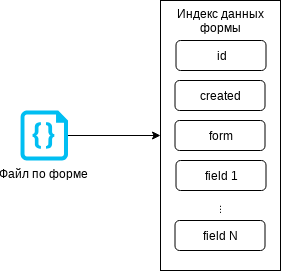 Индекс данных
формы
id
created
{}
form
Файл по форме
field 1
...
field N